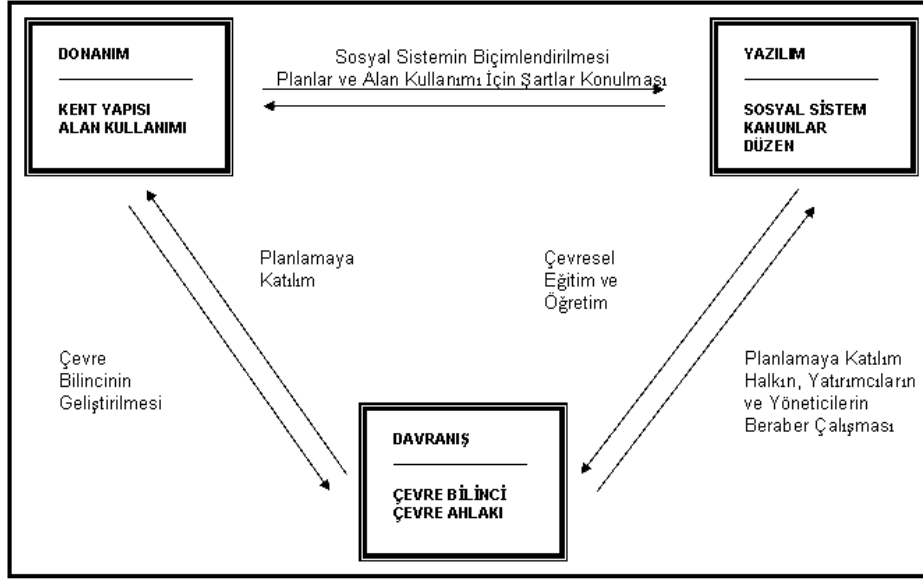 DONANIM
KENT YAPISI
ALAN KULLANIMI
Sosyal Sistemin Biçimlendirilmesi
Planlar ve Alan Kullanımı İçin Şartlar Konulması
YAZILIM
SOSYAL SİSTEM
KANUNLAR
DÜZEN
Planlamaya
Katılım
Çevresel
Eğitim ve
Öğretim
Çevre
Bilincinin
Geliştirilmesi
Planlamaya Katılım
Halkın, Yatırımcıların
ve Yöneticilerin
Beraber Çalışması
DAVRANIŞ
ÇEVRE BİLİNCİ
ÇEVRE AHLAKI